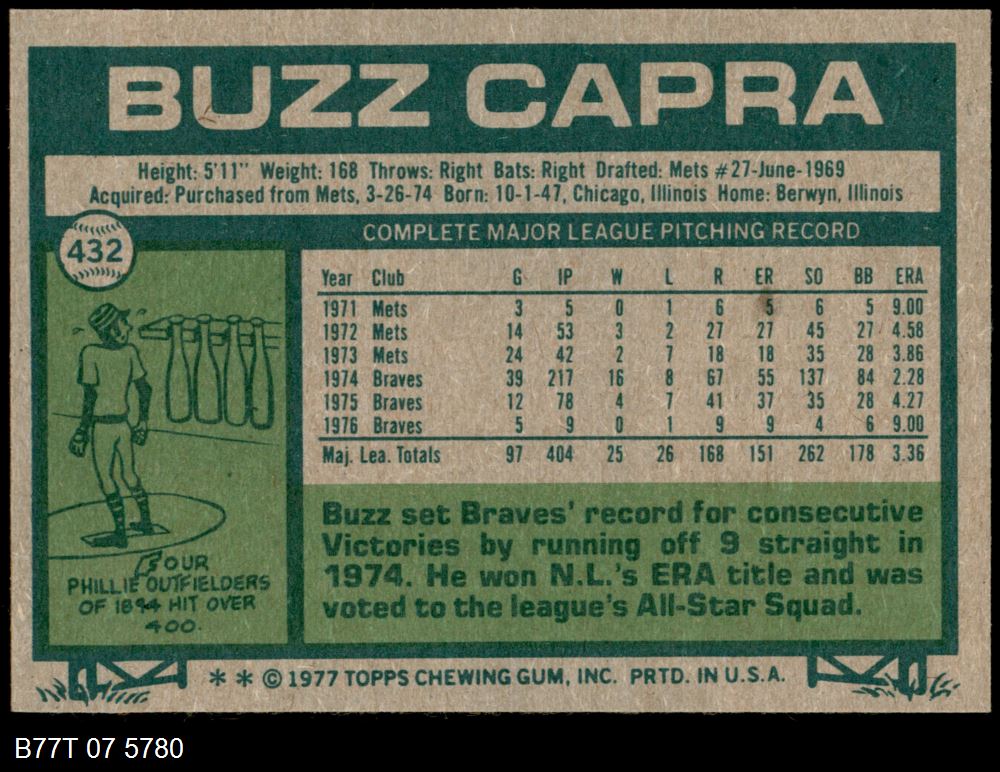 BUZZ CAPRA
Height: 5'11" Weight: 168 Throws: Right Bats: Right Drafted: Mets #27-June-1969
Acquired: Purchased from Mets, 3-26-74 Born: 10-1-47, Chicago, Illinois Home: Berwyn, Illinois
432
COMPLETE MAJOR LEAGUE PITCHING RECORD
Year Club G IP W L R ER SO BB ERA
1971 Mets 3 5 0 1 6 5 6 5 9.00
1972 Mets 14 53 3 2 27 27 45 27 4.58
1973 Mets 24 42 2 7 18 18 35 28 3.86
1974 Braves 39 217 16 8 67 55 137 84 2.28
1975 Braves 12 78 4 7 41 37 35 28 4.27
1976 Braves 5 9 0 1 9 9 4 6 9.00
Maj. Lea. Totals 97 404 25 26 168 151 262 178 3.36
FOUR
PHILLIE OUTFIELDERS
OF 1894 HIT OVER
400.
Buzz set Braves' record for consecutive
Victories by running off 9 straight in
1974. He won N.L.'s ERA title and was
voted to the league's All-Star Squad.
** © 1977 TOPPS CHEWING GUM, INC. PRTD. IN U.S.A.
B77T 07 5780